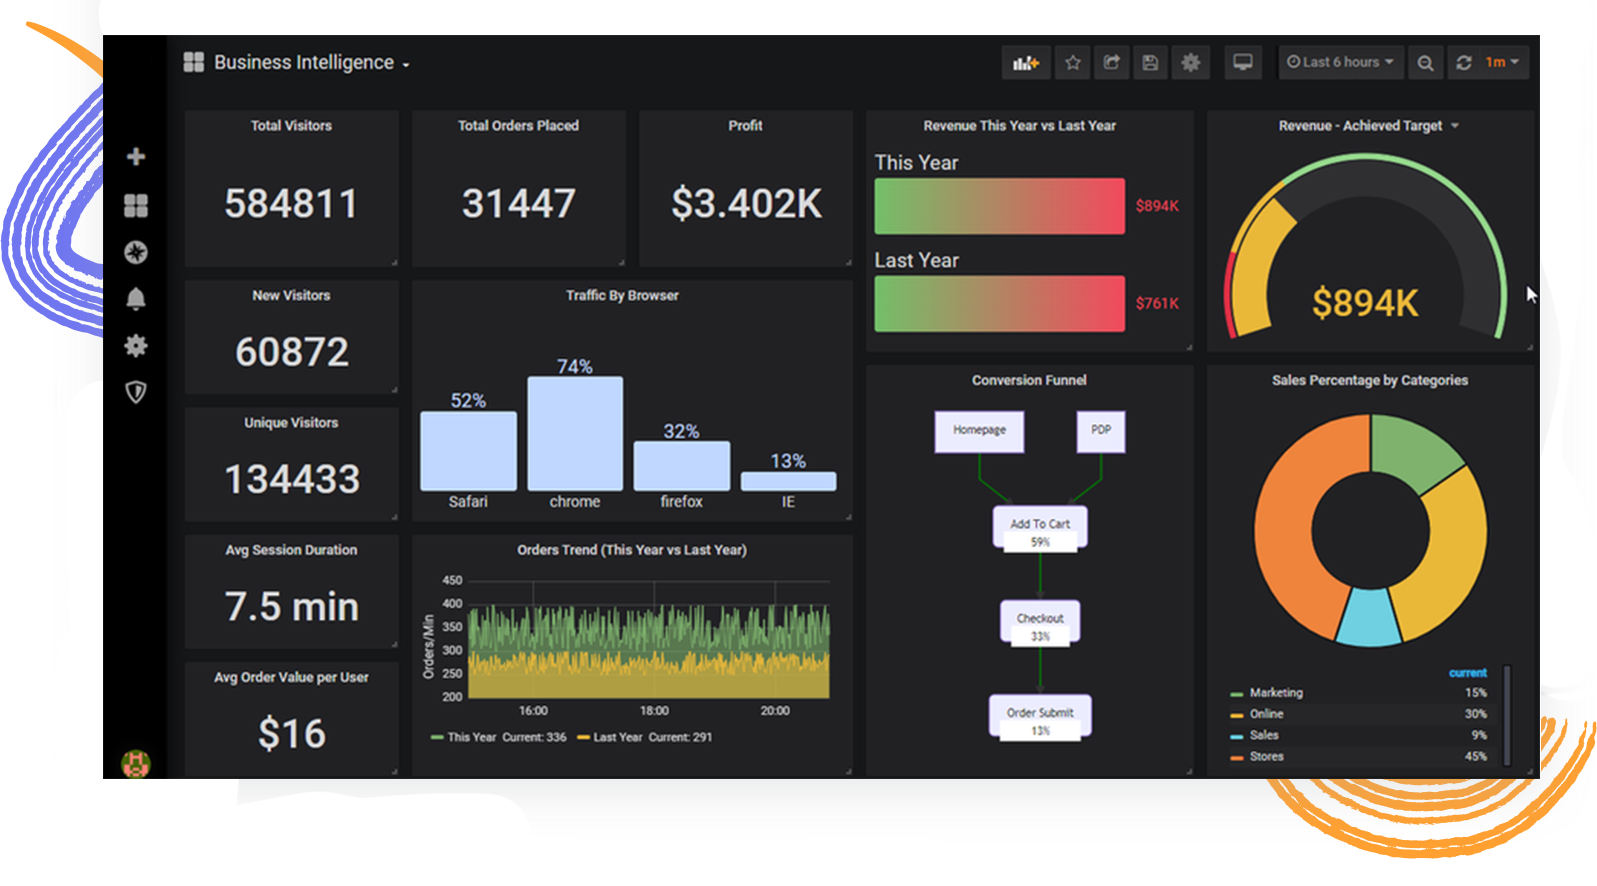 Business Intelligence
Last 6 hours
1m
Total Visitors
584811
Total Orders Placed
31447
Profit
$3.402K
Revenue This Year vs Last Year
This Year
$894K
Last Year
$761K
Revenue - Achieved Target
$894K
New Visitors
60872
Unique Visitors
134433
Avg Session Duration
7.5 min
Avg Order Value per User
$16
Traffic By Browser
52%
74%
32%
13%
Safari
chrome
firefox
IE
Orders Trend (This Year vs Last Year)
Orders/Min
450
400
350
300
250
200
16:00
18:00
20:00
This Year Current: 336
Last Year Current: 291
Conversion Funnel
Homepage
PDP
Add To Cart
59%
Checkout
33%
Order Submit
13%
Sales Percentage by Categories
current
Marketing 15%
Online 30%
Sales 9%
Stores 45%